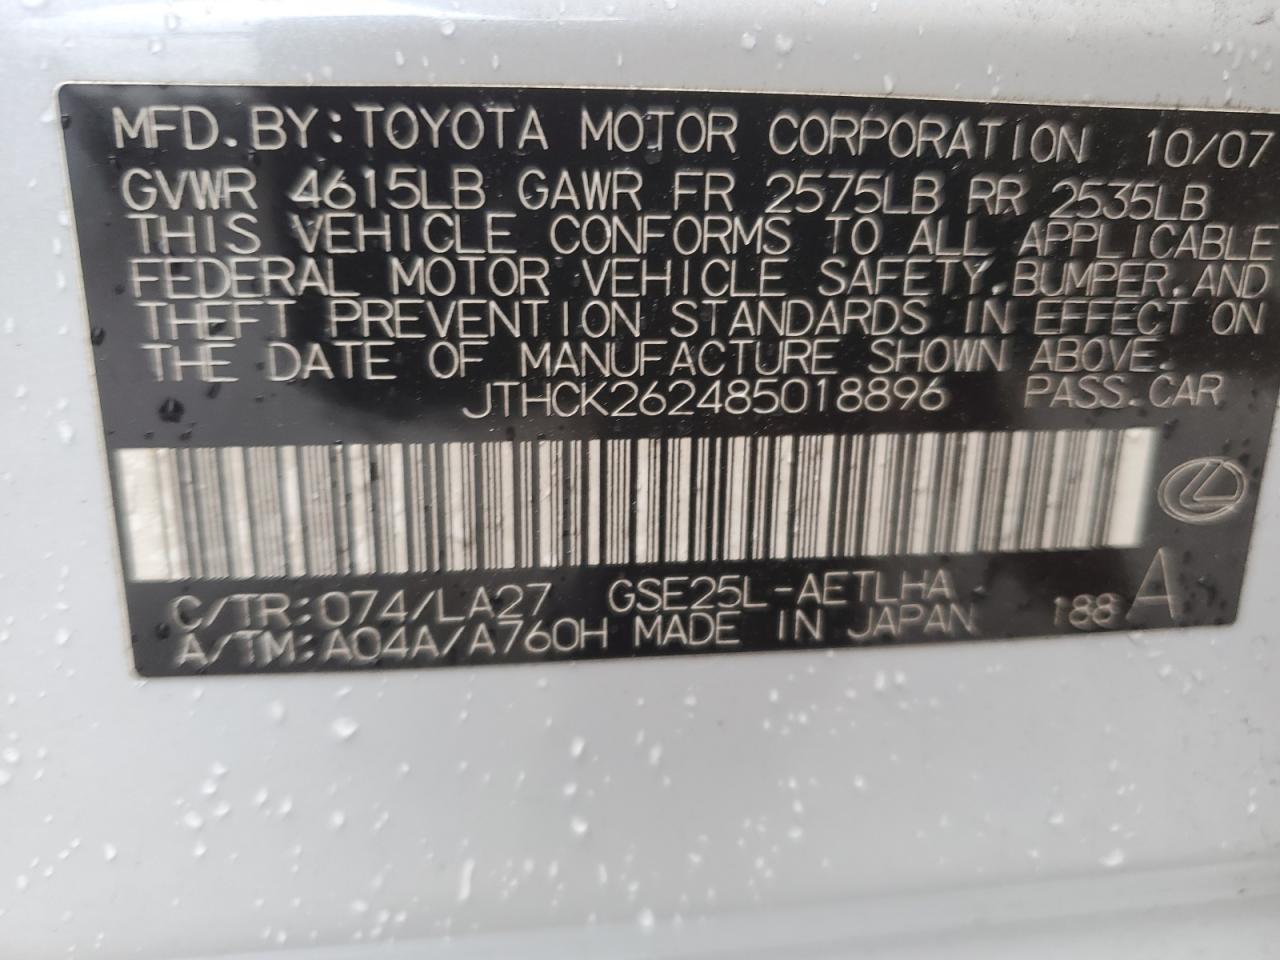 MFD. BY: TOYOTA MOTOR CORPORATION 10/07
GVWR 4615LB GAWR FR 2575LB RR 2535LB
THIS VEHICLE CONFORMS TO ALL APPLICABLE
FEDERAL MOTOR VEHICLE SAFETY, BUMPER, AND
THEFT PREVENTION STANDARDS IN EFFECT ON
THE DATE OF MANUFACTURE SHOWN ABOVE.
JTHCK262485018896 PASS. CAR
C/TR: 074/LA27 GSE25L-AETLHA
A/TM: A04A/A760H MADE IN JAPAN 188 A